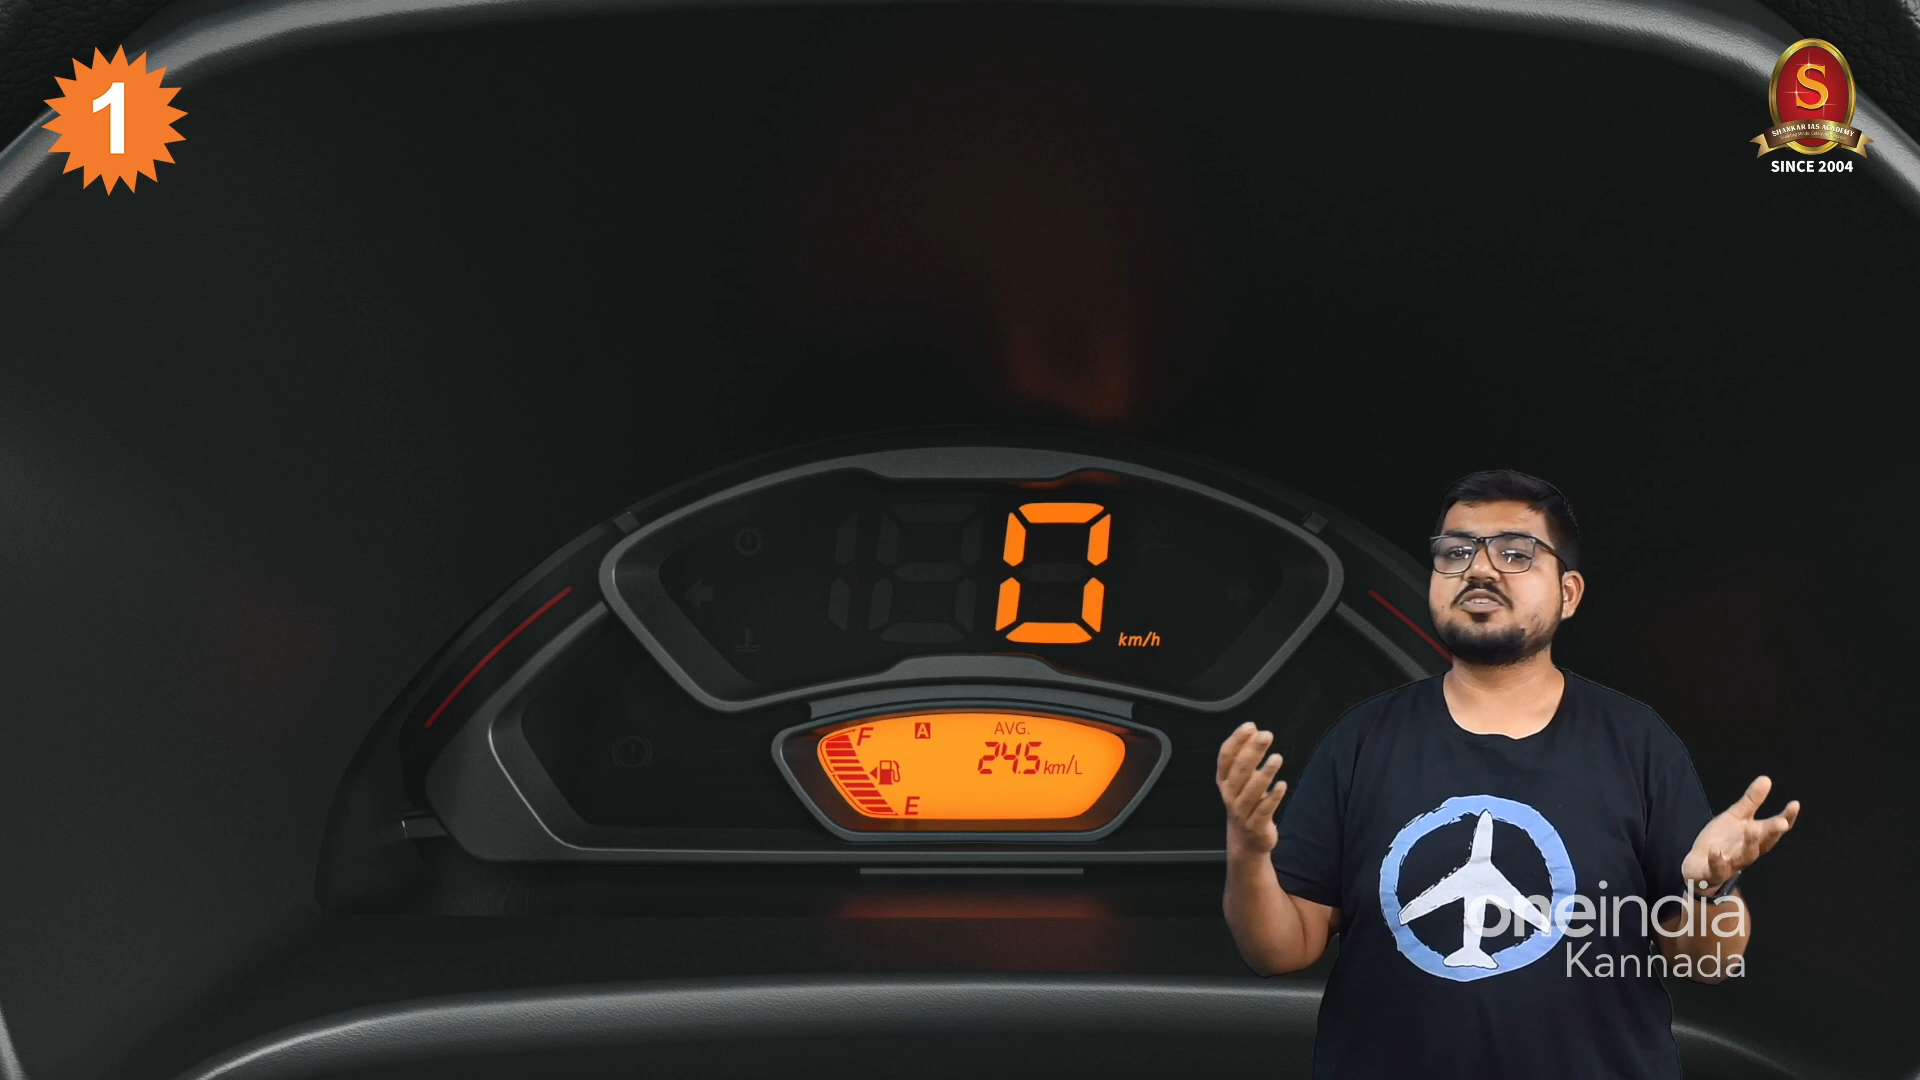 1
S
SHANKAR IAS ACADEMY
SINCE 2004
0
km/h
F
A
AVG.
24.5 km/L
E
oneindia
Kannada